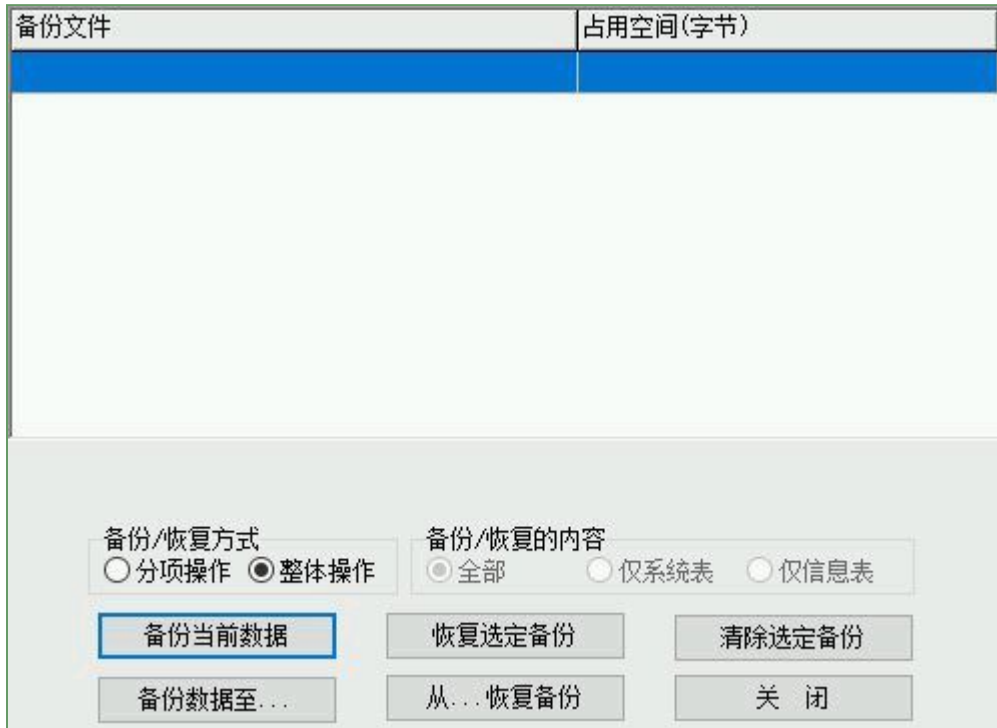 备份文件 占用空间(字节)
备份/恢复方式 备份/恢复的内容
分项操作 整体操作 全部 仅系统表 仅信息表
备份当前数据 恢复选定备份 清除选定备份
备份数据至... 从...恢复备份 关 闭